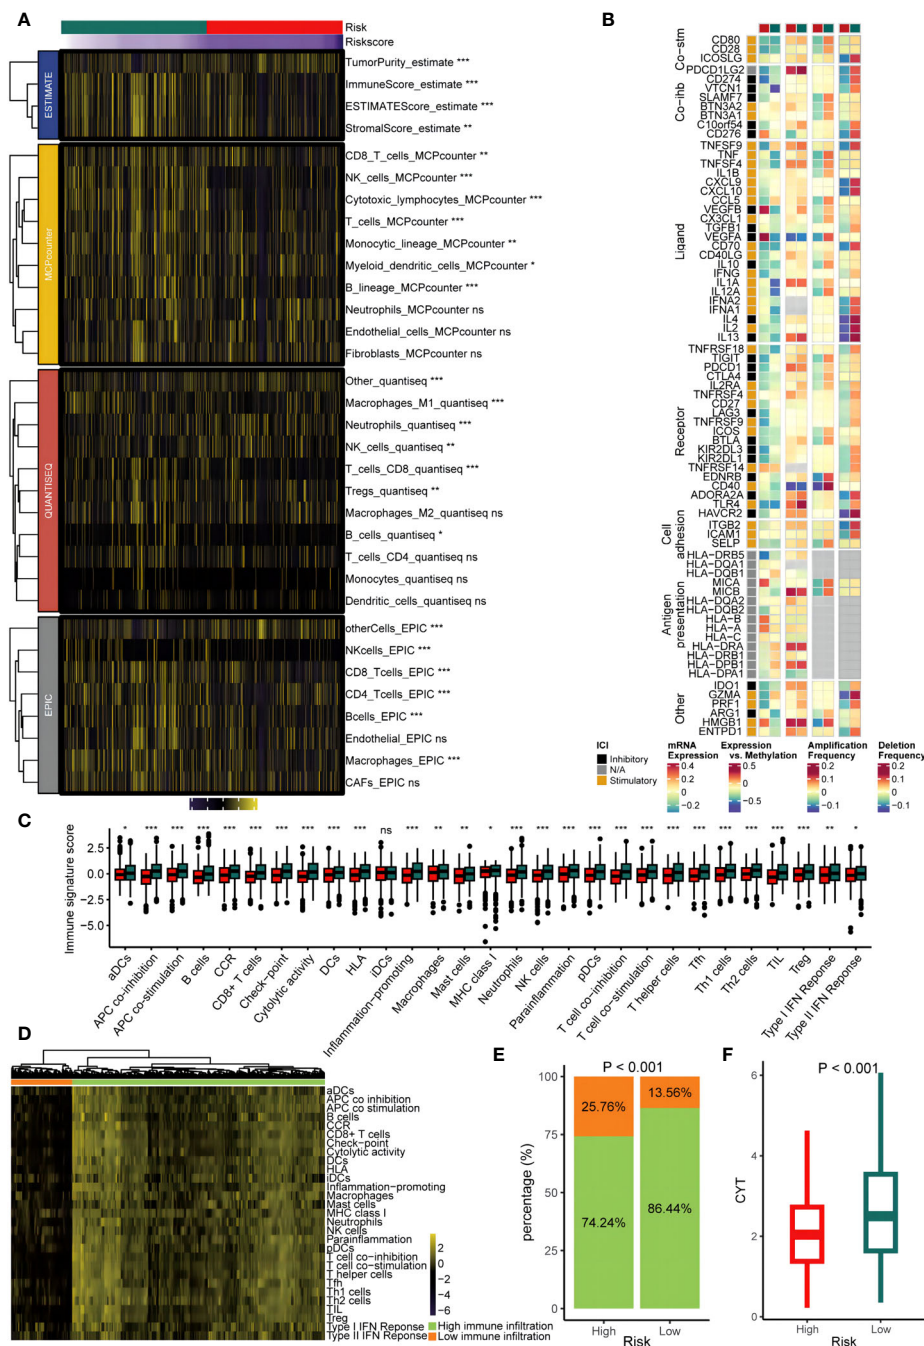 A
Risk
Riskscore
ESTIMATE
TumorPurity_estimate ***
ImmuneScore_estimate ***
ESTIMATEScore_estimate ***
StromalScore_estimate **
MCPcounter
CD8_T_cells_MCPcounter **
NK_cells_MCPcounter ***
Cytotoxic_lymphocytes_MCPcounter ***
T_cells_MCPcounter ***
Monocytic_lineage_MCPcounter **
Myeloid_dendritic_cells_MCPcounter *
B_lineage_MCPcounter ***
Neutrophils_MCPcounter ns
Endothelial_cells_MCPcounter ns
Fibroblasts_MCPcounter ns
QUANTISEQ
Other_quantiseq ***
Macrophages_M1_quantiseq ***
Neutrophils_quantiseq ***
NK_cells_quantiseq **
T_cells_CD8_quantiseq ***
Tregs_quantiseq **
Macrophages_M2_quantiseq ns
B_cells_quantiseq *
T_cells_CD4_quantiseq ns
Monocytes_quantiseq ns
Dendritic_cells_quantiseq ns
EPIC
otherCells_EPIC ***
NKcells_EPIC ***
CD8_Tcells_EPIC ***
CD4_Tcells_EPIC ***
Bcells_EPIC ***
Endothelial_EPIC ns
Macrophages_EPIC ***
CAFs_EPIC ns
B
Co-stm
CD80
CD28
ICOSLG
Co-ihb
PDCD1LG2
CD274
VTCN1
SLAMF7
BTN3A2
BTN3A1
C10orf54
CD276
Ligand
TNFSF9
TNF
TNFSF4
IL1B
CXCL9
CXCL10
CCL5
VEGFB
CX3CL1
TGFB1
VEGFA
CD70
CD40LG
IL10
IFNG
IL1A
IL12A
IFNA2
IFNA1
IL4
IL2
IL13
Receptor
TNFRSF18
TIGIT
PDCD1
CTLA4
IL2RA
TNFRSF4
CD27
LAG3
TNFRSF9
ICOS
BTLA
KIR2DL3
KIR2DL1
TNFRSF14
EDNRB
CD40
ADORA2A
TLR4
HAVCR2
Cell
adhesion
ITGB2
ICAM1
SELP
Antigen
presentation
HLA-DRB5
HLA-DQA1
HLA-DQB1
MICA
MICB
HLA-DQA2
HLA-DQB2
HLA-B
HLA-A
HLA-C
HLA-DRA
HLA-DRB1
HLA-DPB1
HLA-DPA1
Other
IDO1
GZMA
PRF1
ARG1
HMGB1
ENTPD1
ICI
Inhibitory
N/A
Stimulatory
mRNA
Expression
0.4
0.2
0
-0.2
Expression
vs. Methylation
0.5
0
-0.5
Amplification
Frequency
0.2
0.1
0
-0.1
-0.2
Deletion
Frequency
0.2
0.1
0
-0.1
-0.2
C
Immune signature score
2.5
0.0
−2.5
−5.0
* *** *** *** *** *** *** *** *** *** ns *** ** ** * *** *** *** *** *** *** *** *** *** *** *** *** ** *
aDCs
APC co-inhibition
APC co-stimulation
B cells
CCR
CD8+ T cells
Check-point
Cytolytic activity
DCs
HLA
iDCs
Inflammation-promoting
Macrophages
Mast cells
MHC class I
Neutrophils
NK cells
Parainflammation
pDCs
T cell co-inhibition
T cell co-stimulation
T helper cells
Tfh
Th1 cells
Th2 cells
TIL
Treg
Type I IFN Reponse
Type II IFN Reponse
D
aDCs
APC co inhibition
APC co stimulation
B cells
CCR
CD8+ T cells
Check−point
Cytolytic activity
DCs
HLA
iDCs
Inflammation-promoting
Macrophages
Mast cells
MHC class I
Neutrophils
NK cells
Parainflammation
pDCs
T cell co-inhibition
T cell co-stimulation
T helper cells
Tfh
Th1 cells
Th2 cells
TIL
Treg
Type I IFN Reponse
Type II IFN Reponse
2
0
−2
−4
−6
High immune infiltration
Low immune infiltration
E
P < 0.001
percentage (%)
100
75
50
25
0
25.76%
13.56%
74.24%
86.44%
High
Low
Risk
F
P < 0.001
CYT
6
4
2
0
High
Low
Risk